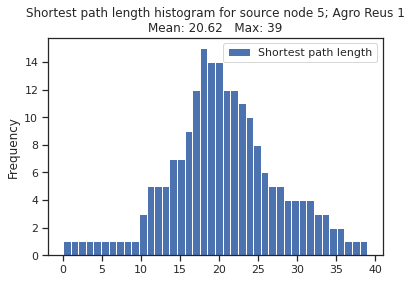 Shortest path length histogram for source node 5; Agro Reus 1
Mean: 20.62   Max: 39
Shortest path length
Frequency
14
12
10
8
6
4
2
0
0 5 10 15 20 25 30 35 40